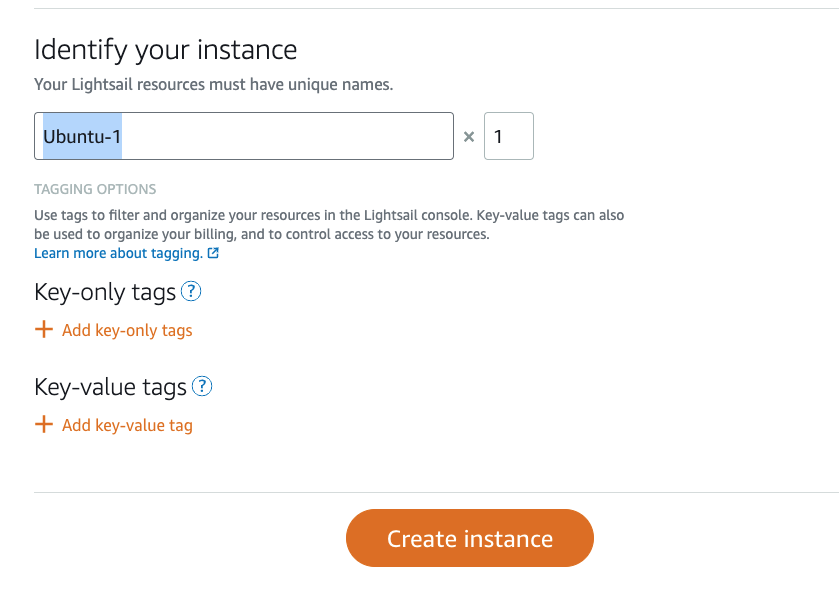 Identify your instance
Your Lightsail resources must have unique names.
Ubuntu-1 × 1
TAGGING OPTIONS
Use tags to filter and organize your resources in the Lightsail console. Key-value tags can also
be used to organize your billing, and to control access to your resources.
Learn more about tagging.
Key-only tags ?
+ Add key-only tags
Key-value tags ?
+ Add key-value tag
Create instance